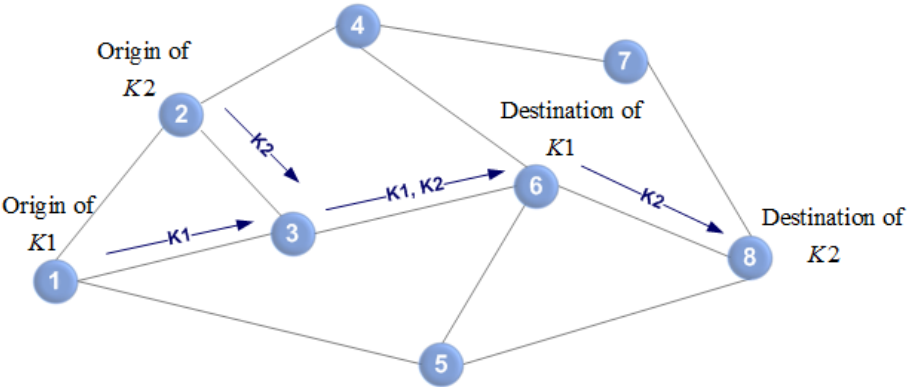 4
Origin of
K2
7
2
Destination of
K1
K2
K1, K2
6
K2
Origin of
K1
K1
3
Destination of
K2
8
1
5